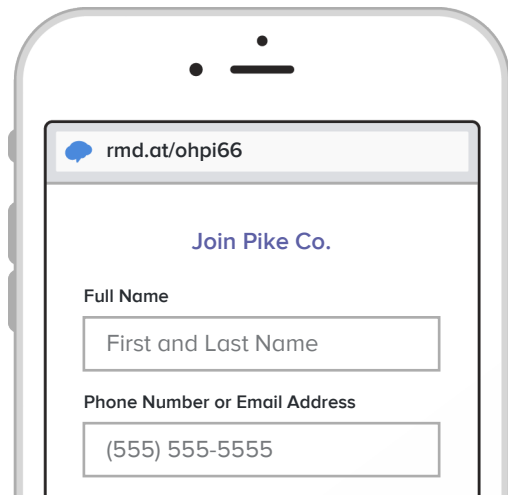 rmd.at/ohpi66
Join Pike Co.
Full Name
First and Last Name
Phone Number or Email Address
(555) 555-5555